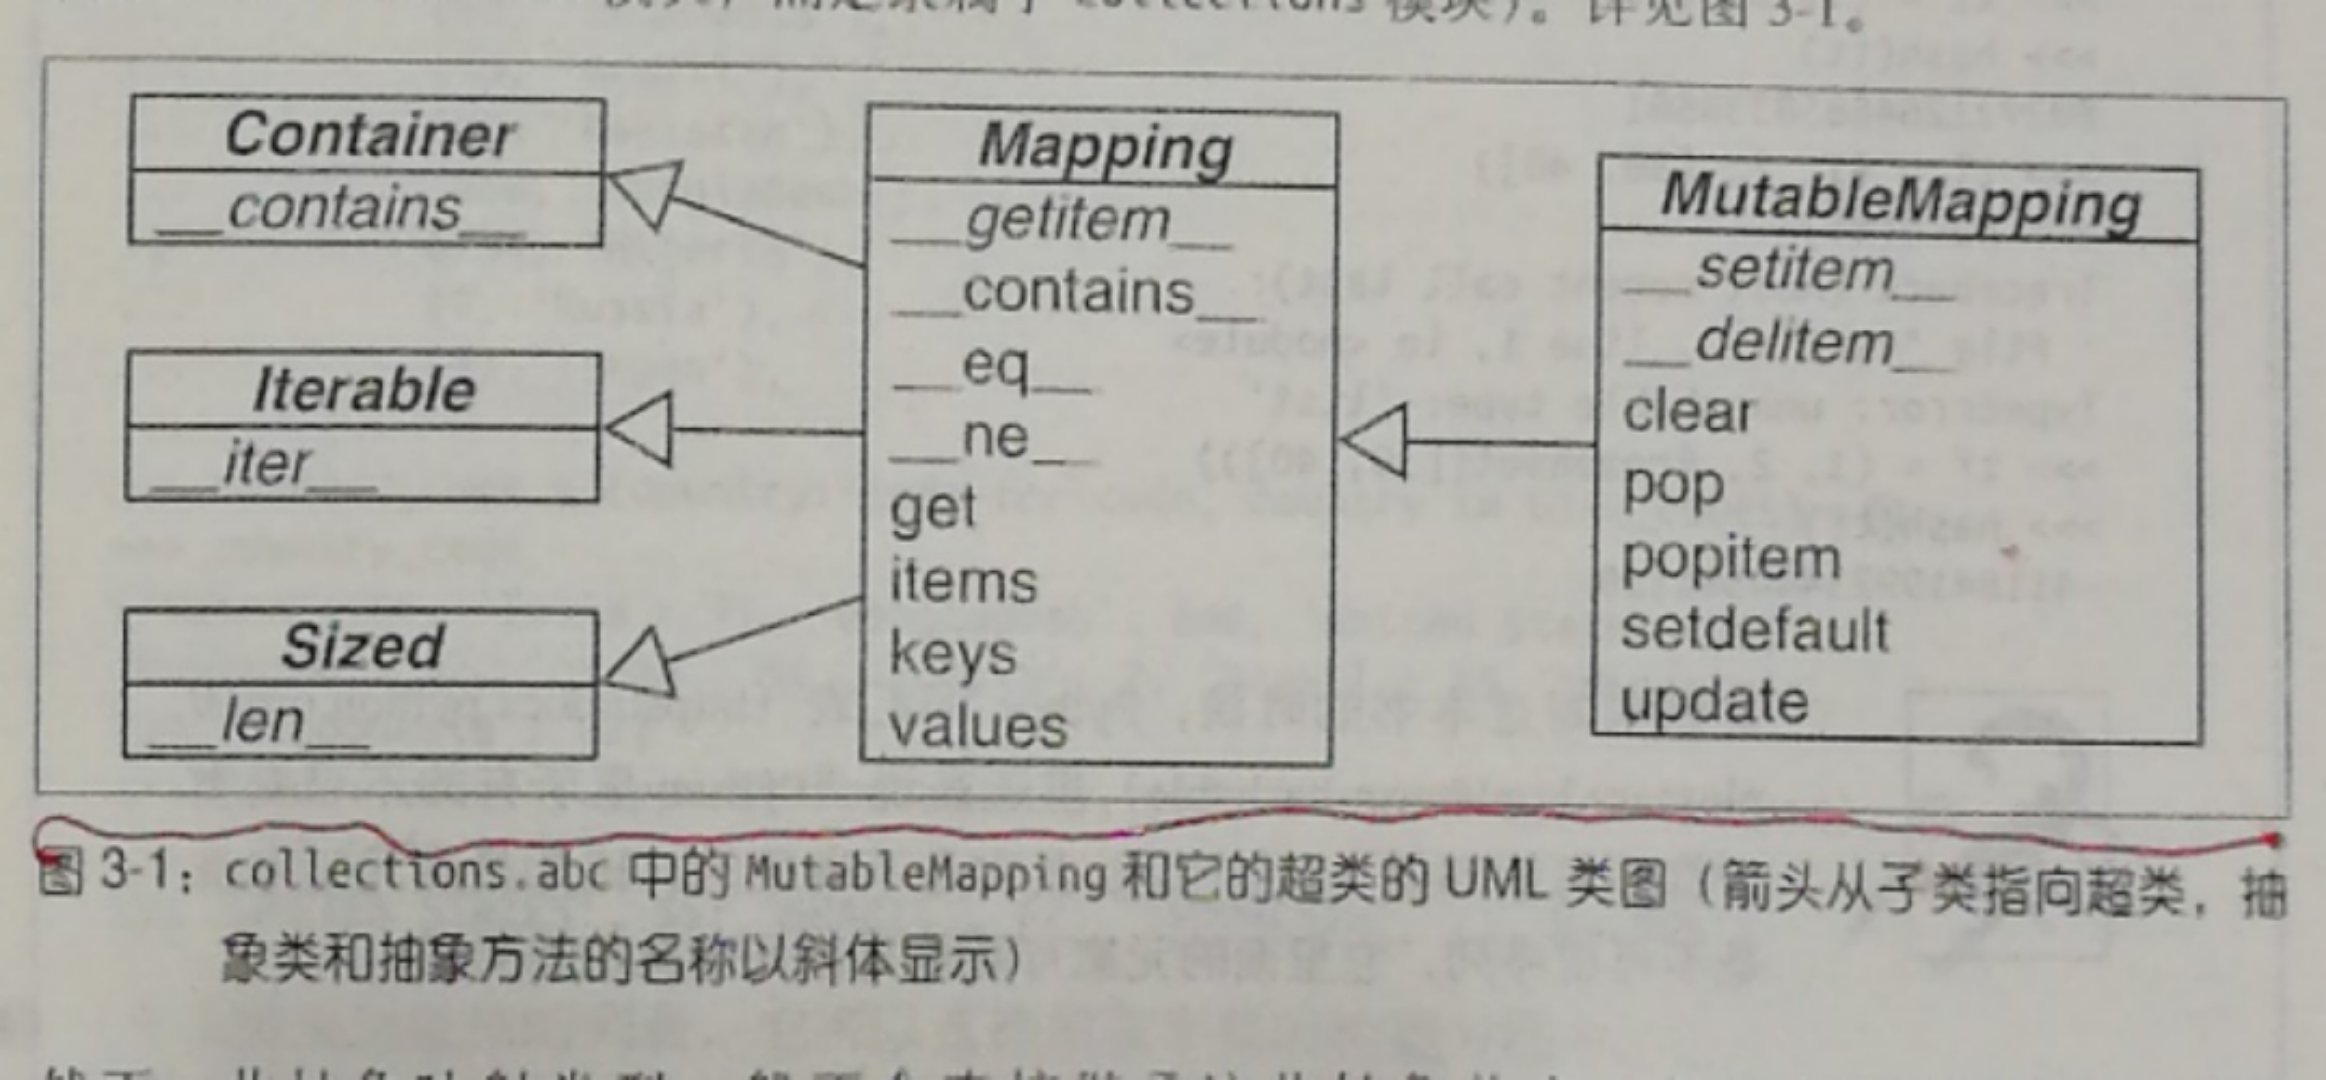 collections 模块)。详见图 3-1。
Container
__contains__
Iterable
__iter__
Sized
__len__
Mapping
__getitem__
__contains__
__eq__
__ne__
get
items
keys
values
MutableMapping
__setitem__
__delitem__
clear
pop
popitem
setdefault
update
图 3-1：collections.abc 中的 MutableMapping 和它的超类的 UML 类图（箭头从子类指向超类，抽
象类和抽象方法的名称以斜体显示）